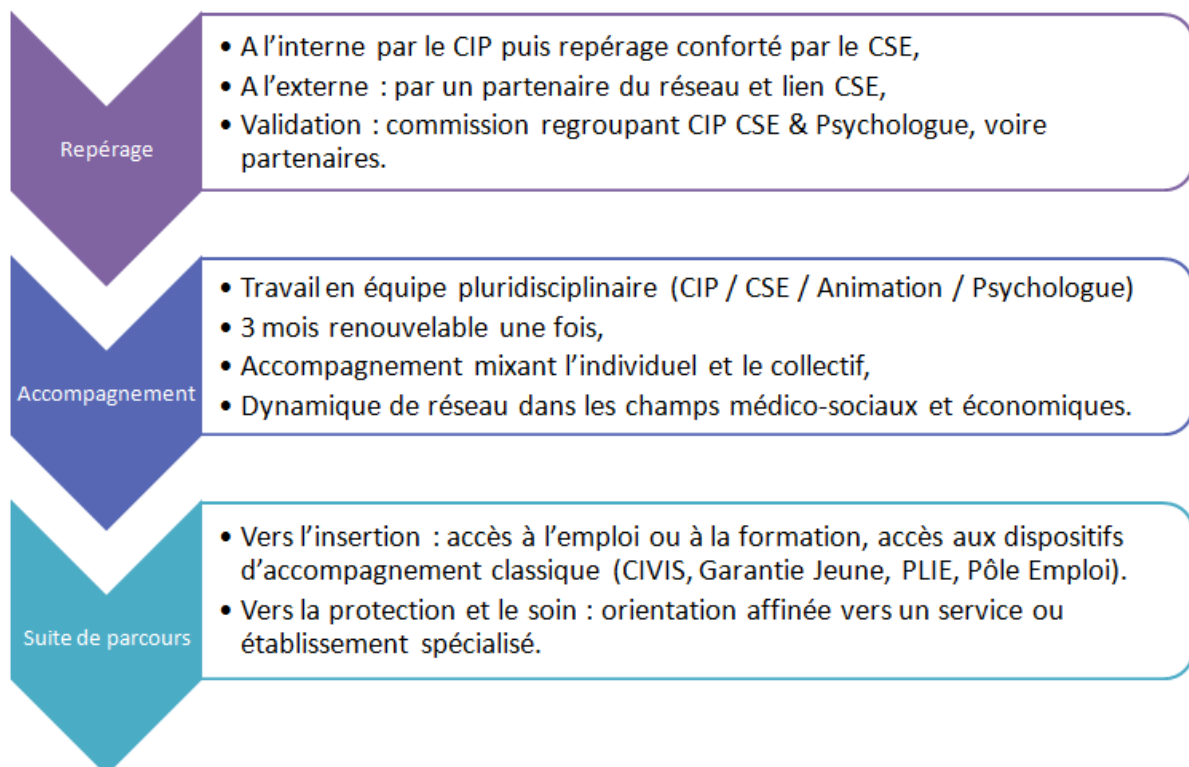 Repérage
• A l'interne par le CIP puis repérage conforté par le CSE,
• A l'externe : par un partenaire du réseau et lien CSE,
• Validation : commission regroupant CIP CSE & Psychologue, voire
partenaires.
Accompagnement
• Travail en équipe pluridisciplinaire (CIP / CSE / Animation / Psychologue)
• 3 mois renouvelable une fois,
• Accompagnement mixant l'individuel et le collectif,
• Dynamique de réseau dans les champs médico-sociaux et économiques.
Suite de parcours
• Vers l'insertion : accès à l'emploi ou à la formation, accès aux dispositifs
d'accompagnement classique (CIVIS, Garantie Jeune, PLIE, Pôle Emploi).
• Vers la protection et le soin : orientation affinée vers un service ou
établissement spécialisé.